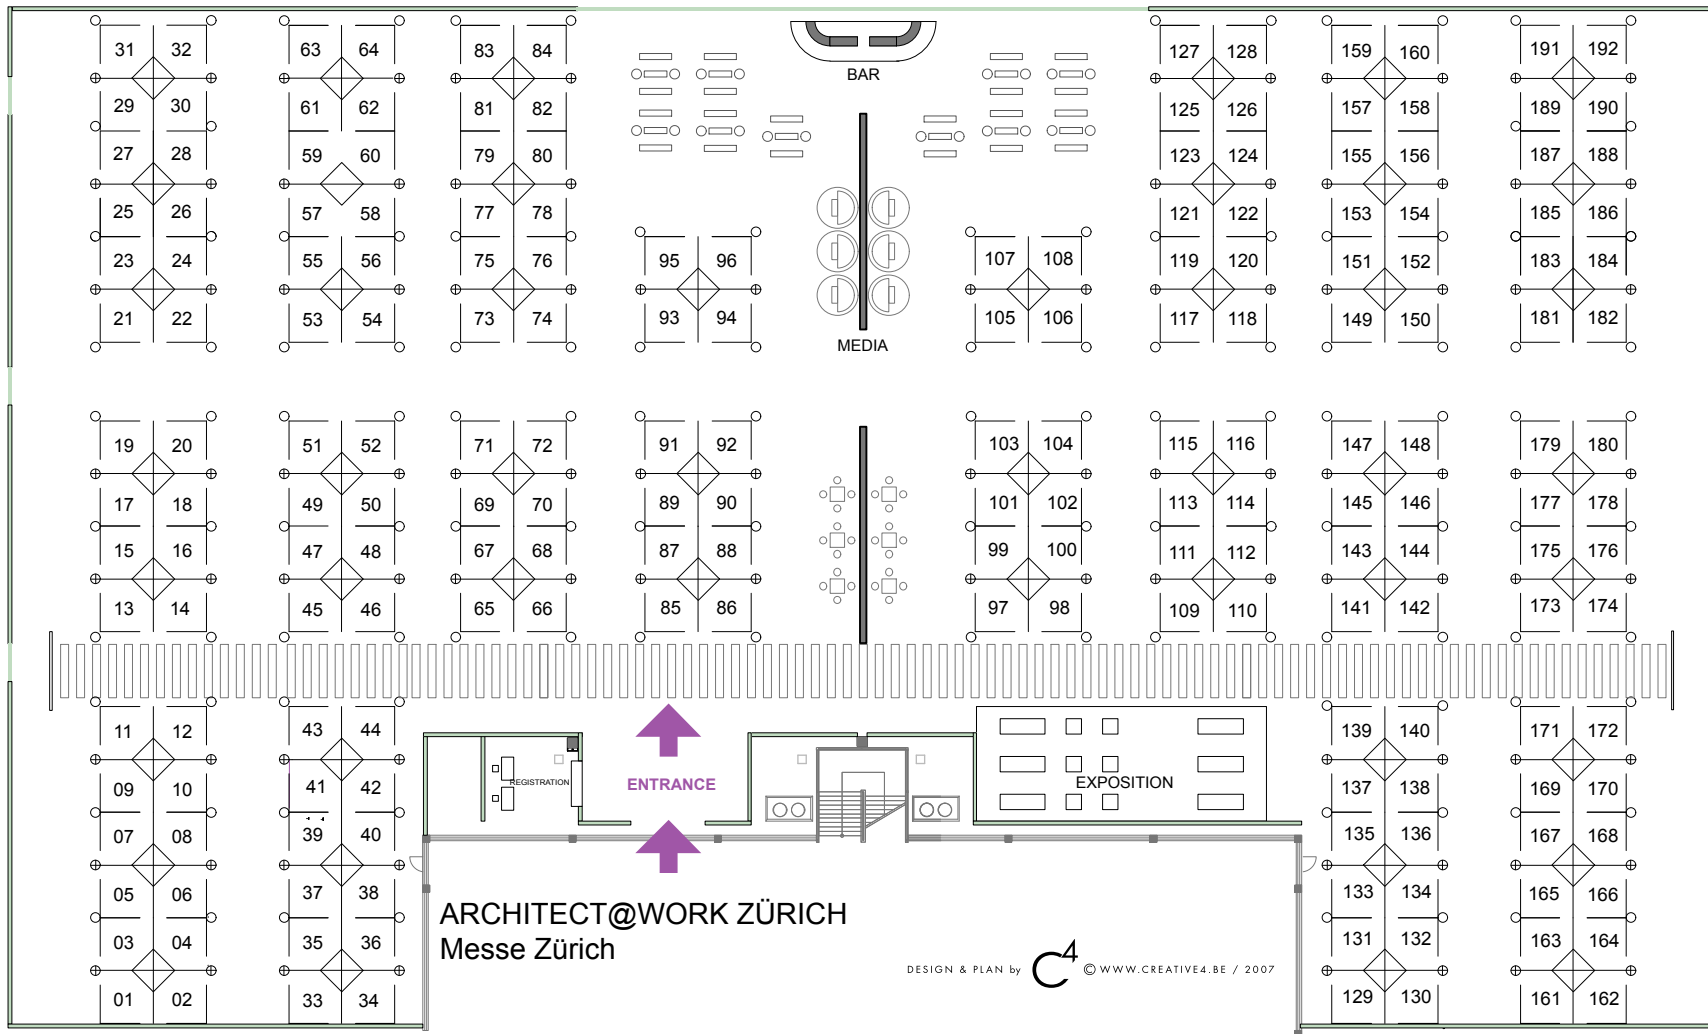 31 32 63 64 83 84 BAR 127 128 159 160 191 192
29 30 61 62 81 82 125 126 157 158 189 190
27 28 59 60 79 80 123 124 155 156 187 188
25 26 57 58 77 78 121 122 153 154 185 186
23 24 55 56 75 76 95 96 107 108 119 120 151 152 183 184
21 22 53 54 73 74 93 94 105 106 117 118 149 150 181 182
MEDIA
19 20 51 52 71 72 91 92 103 104 115 116 147 148 179 180
17 18 49 50 69 70 89 90 101 102 113 114 145 146 177 178
15 16 47 48 67 68 87 88 99 100 111 112 143 144 175 176
13 14 45 46 65 66 85 86 97 98 109 110 141 142 173 174
11 12 43 44 139 140 171 172
09 10 41 42 REGISTRATION ENTRANCE EXPOSITION 137 138 169 170
07 08 39 40 135 136 167 168
05 06 37 38 133 134 165 166
ARCHITECT@WORK ZÜRICH
03 04 35 36 131 132 163 164
Messe Zürich
DESIGN & PLAN by C4 © WWW.CREATIVE4.BE / 2007
01 02 33 34 129 130 161 162